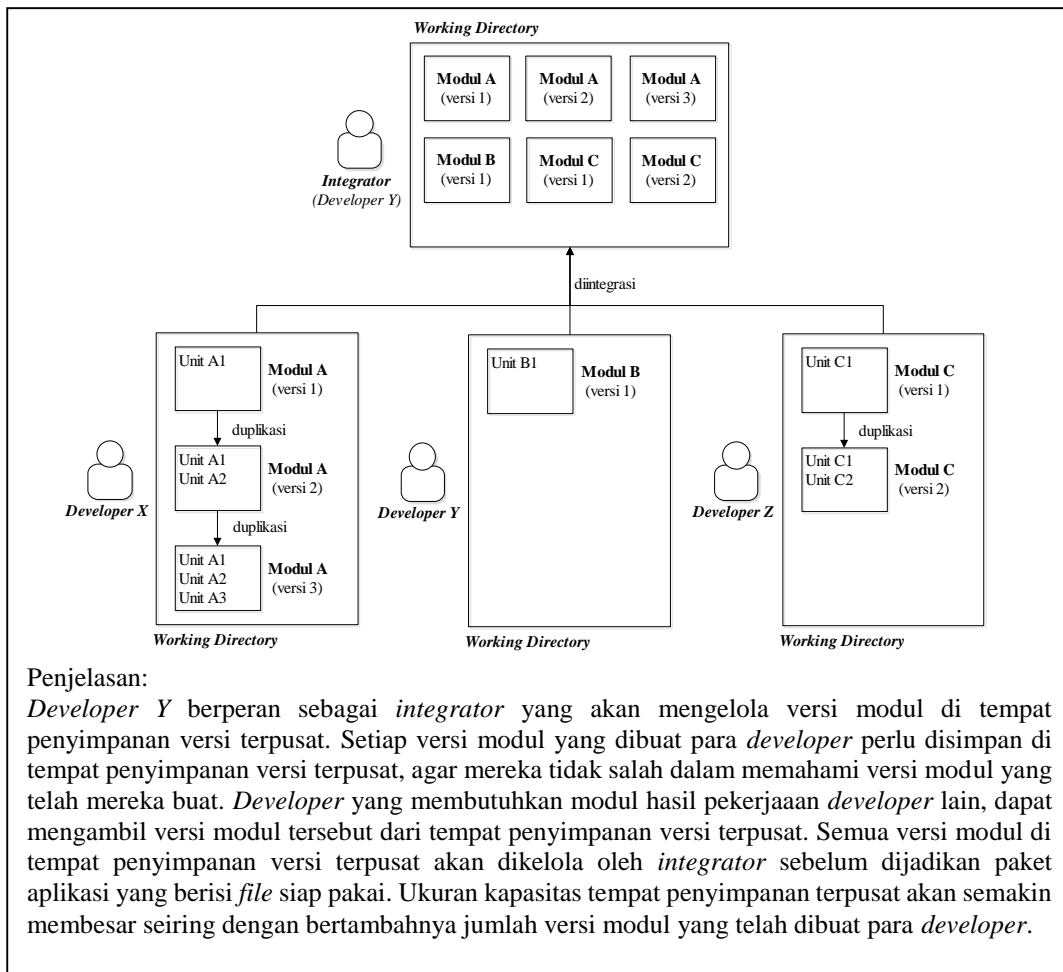 Working Directory
Modul A
(versi 1)
Modul A
(versi 2)
Modul A
(versi 3)
Modul B
(versi 1)
Modul C
(versi 1)
Modul C
(versi 2)
Integrator
(Developer Y)
diintegrasi
Unit A1
Modul A
(versi 1)
duplikasi
Unit A1
Unit A2
Modul A
(versi 2)
duplikasi
Unit A1
Unit A2
Unit A3
Modul A
(versi 3)
Developer X
Working Directory
Unit B1
Modul B
(versi 1)
Developer Y
Working Directory
Unit C1
Modul C
(versi 1)
duplikasi
Unit C1
Unit C2
Modul C
(versi 2)
Developer Z
Working Directory
Penjelasan:
Developer Y berperan sebagai integrator yang akan mengelola versi modul di tempat
penyimpanan versi terpusat. Setiap versi modul yang dibuat para developer perlu disimpan di
tempat penyimpanan versi terpusat, agar mereka tidak salah dalam memahami versi modul yang
telah mereka buat. Developer yang membutuhkan modul hasil pekerjaaan developer lain, dapat
mengambil versi modul tersebut dari tempat penyimpanan versi terpusat. Semua versi modul di
tempat penyimpanan versi terpusat akan dikelola oleh integrator sebelum dijadikan paket
aplikasi yang berisi file siap pakai. Ukuran kapasitas tempat penyimpanan terpusat akan semakin
membesar seiring dengan bertambahnya jumlah versi modul yang telah dibuat para developer.